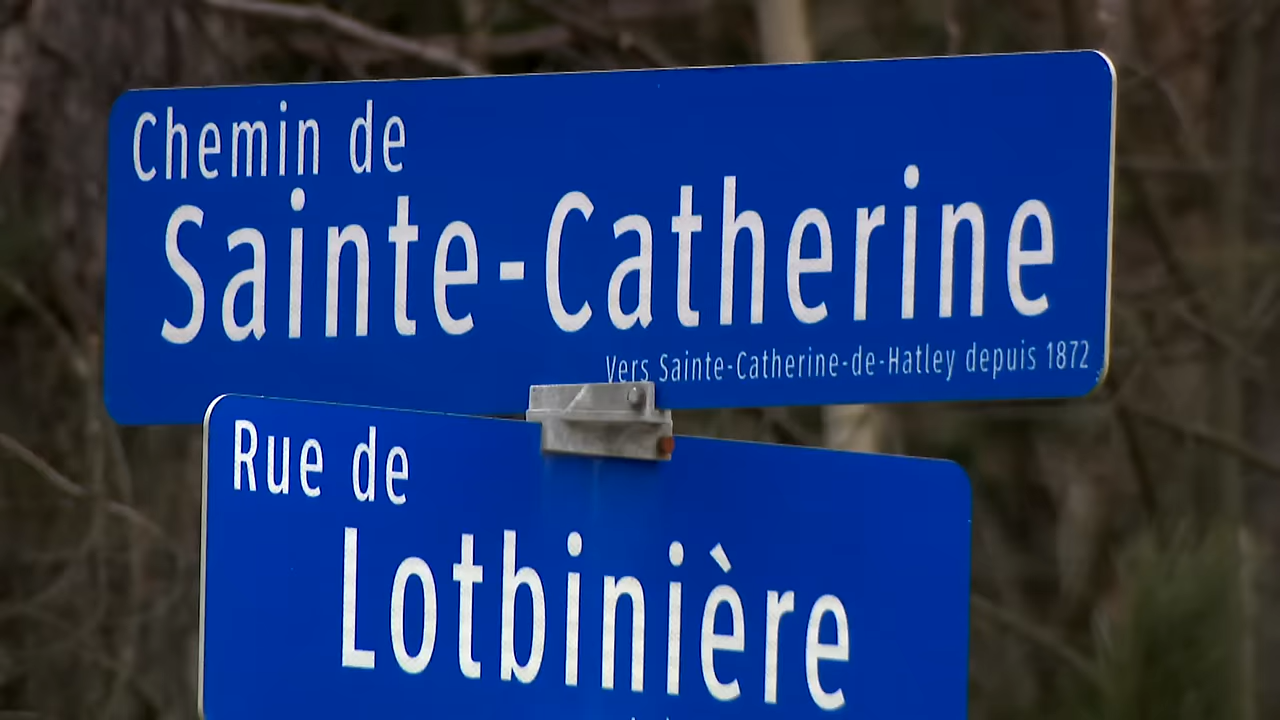 Chemin de
Sainte-Catherine
Vers Sainte-Catherine-de-Hatley depuis 1872
Rue de
Lotbinière